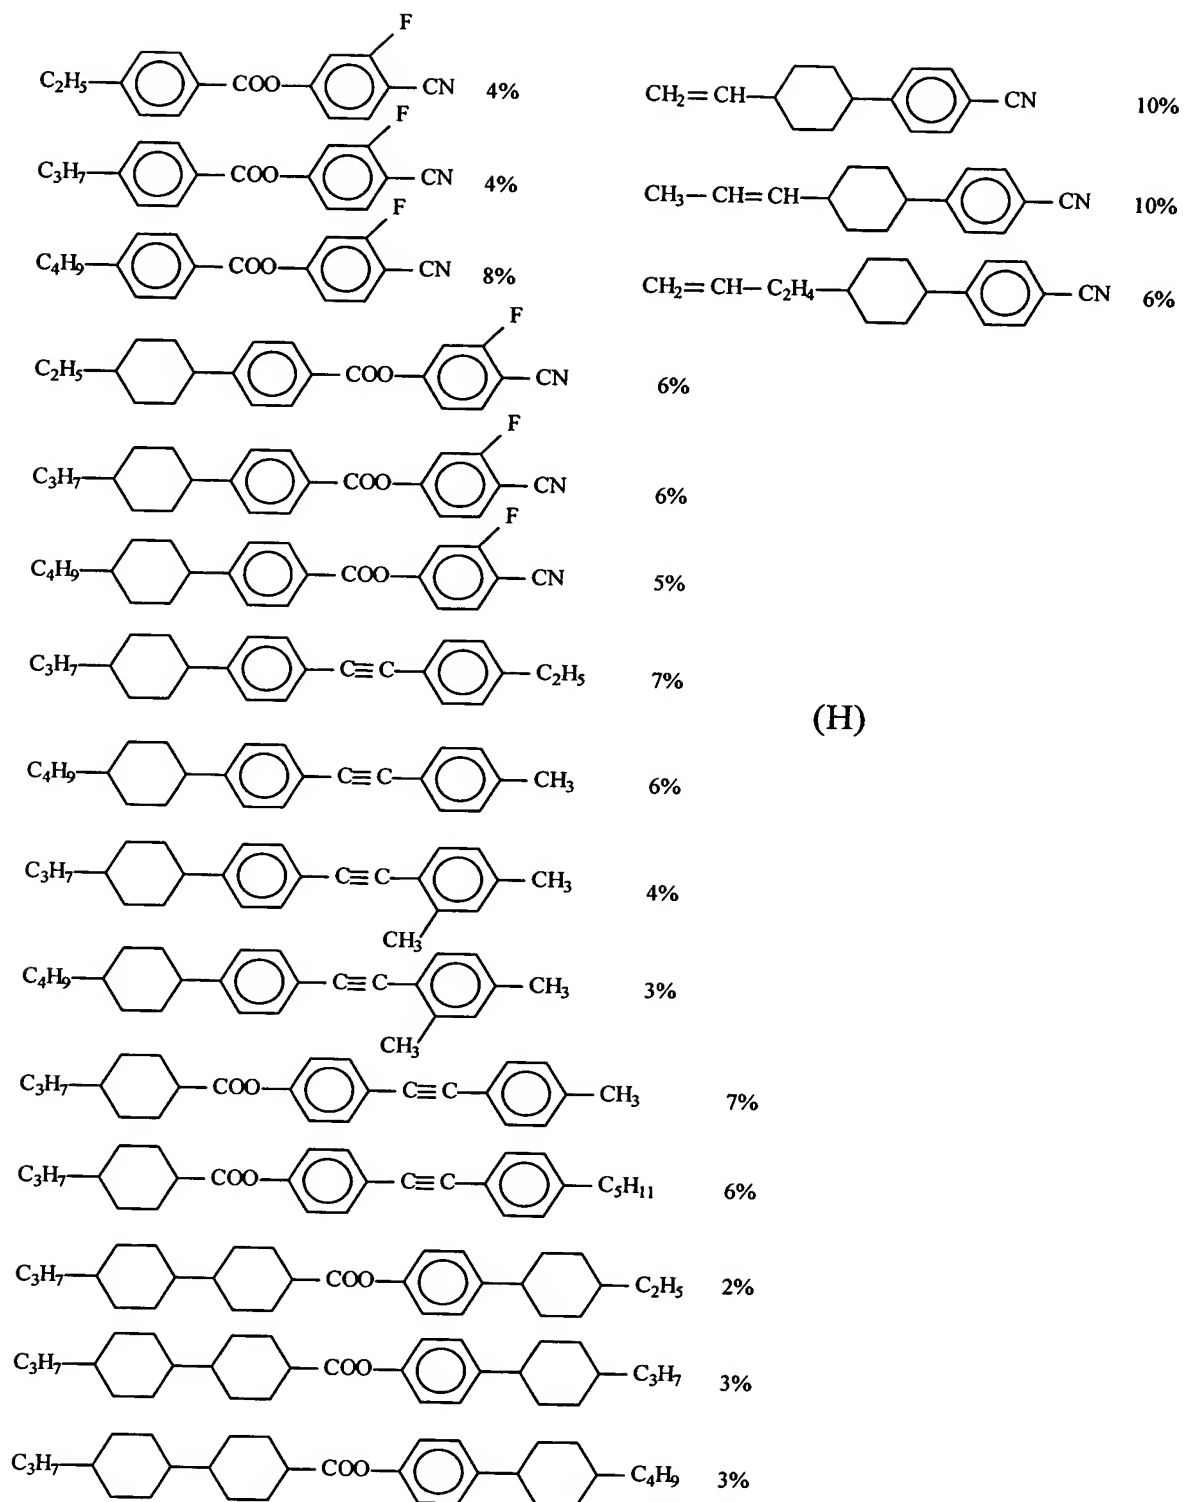 C2H5 COO F CN 4%
C3H7 COO F CN 4%
C4H9 COO F CN 8%
C2H5 COO F CN 6%
C3H7 COO F CN 6%
C4H9 COO F CN 5%
C3H7 C≡C C2H5 7%
C4H9 C≡C CH3 6%
C3H7 C≡C CH3 CH3 4%
C4H9 C≡C CH3 CH3 3%
C3H7 COO C≡C CH3 7%
C3H7 COO C≡C C5H11 6%
C3H7 COO C2H5 2%
C3H7 COO C3H7 3%
C3H7 COO C4H9 3%
CH2=CH CN 10%
CH3-CH=CH CN 10%
CH2=CH-C2H4 CN 6%
(H)